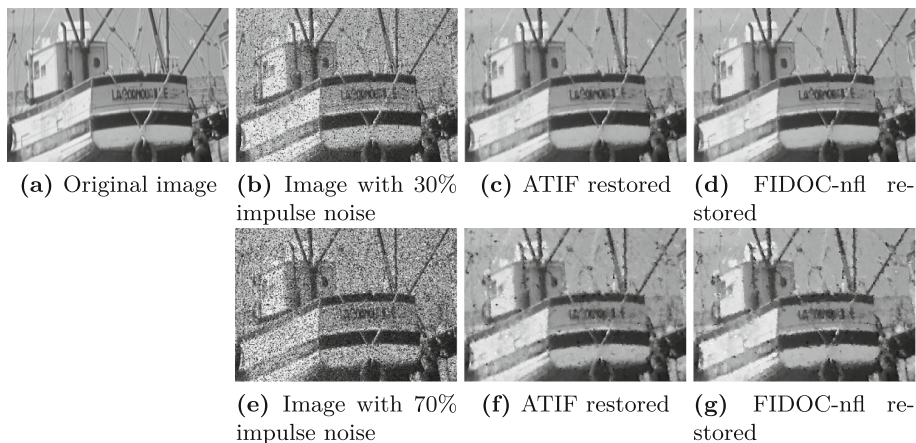 (a) Original image
(b) Image with 30% impulse noise
(c) ATIF restored
(d) FIDOC-nfl re-stored
(e) Image with 70% impulse noise
(f) ATIF restored
(g) FIDOC-nfl re-stored